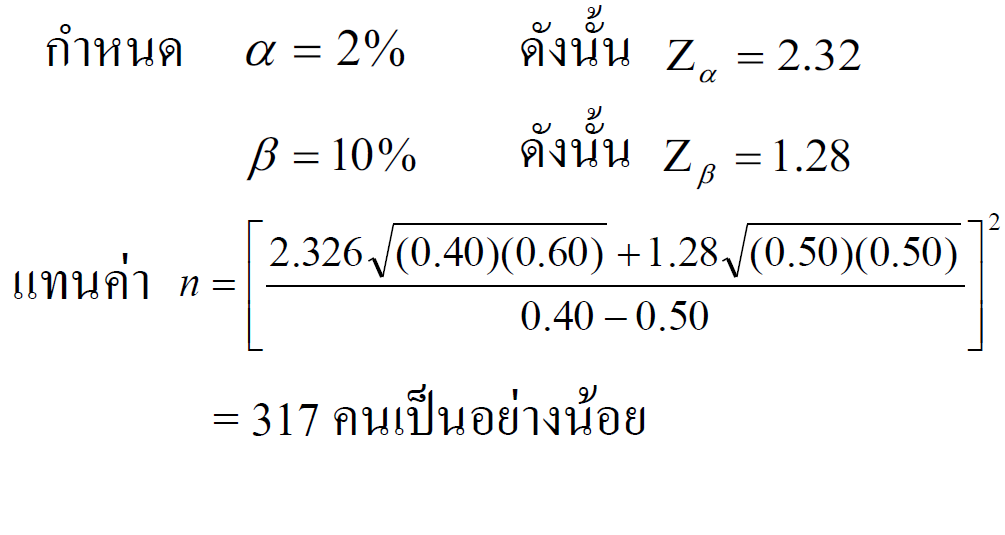 กำหนด α = 2% ดังนั้น Z_α = 2.32
β = 10% ดังนั้น Z_β = 1.28
แทนค่า n = [ (2.326√(0.40)(0.60) + 1.28√(0.50)(0.50)) / (0.40 − 0.50) ]²
= 317 คนเป็นอย่างน้อย